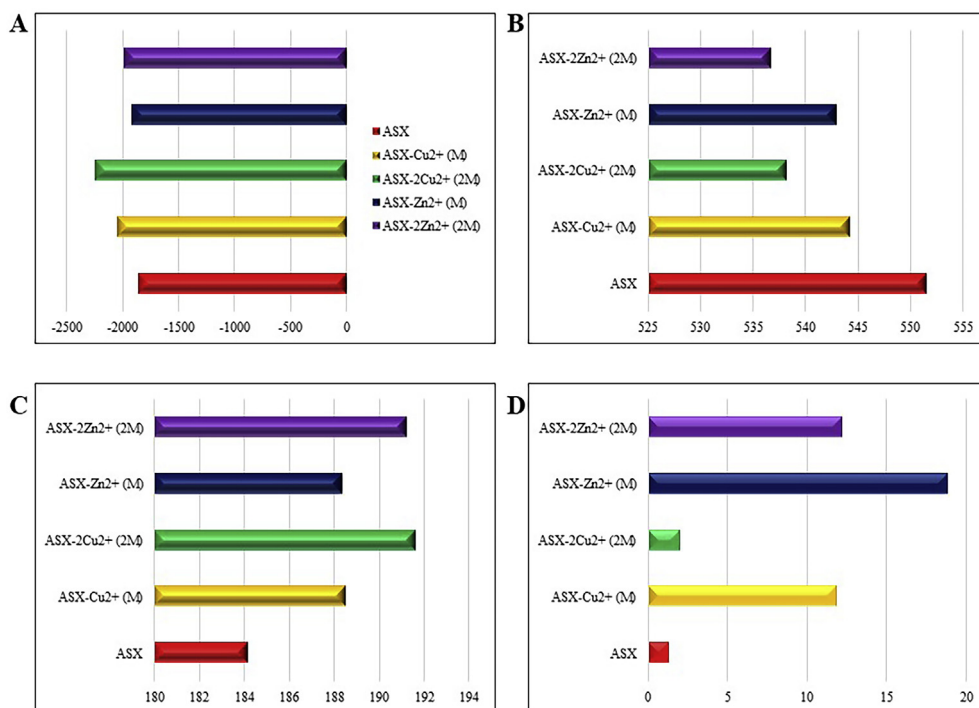 A
-2500 -2000 -1500 -1000 -500 0
ASX
ASX-Cu2+ (M)
ASX-2Cu2+ (2M)
ASX-Zn2+ (M)
ASX-2Zn2+ (2M)
B
ASX-2Zn2+ (2M)
ASX-Zn2+ (M)
ASX-2Cu2+ (2M)
ASX-Cu2+ (M)
ASX
525 530 535 540 545 550 555
C
ASX-2Zn2+ (2M)
ASX-Zn2+ (M)
ASX-2Cu2+ (2M)
ASX-Cu2+ (M)
ASX
180 182 184 186 188 190 192 194
D
ASX-2Zn2+ (2M)
ASX-Zn2+ (M)
ASX-2Cu2+ (2M)
ASX-Cu2+ (M)
ASX
0 5 10 15 20